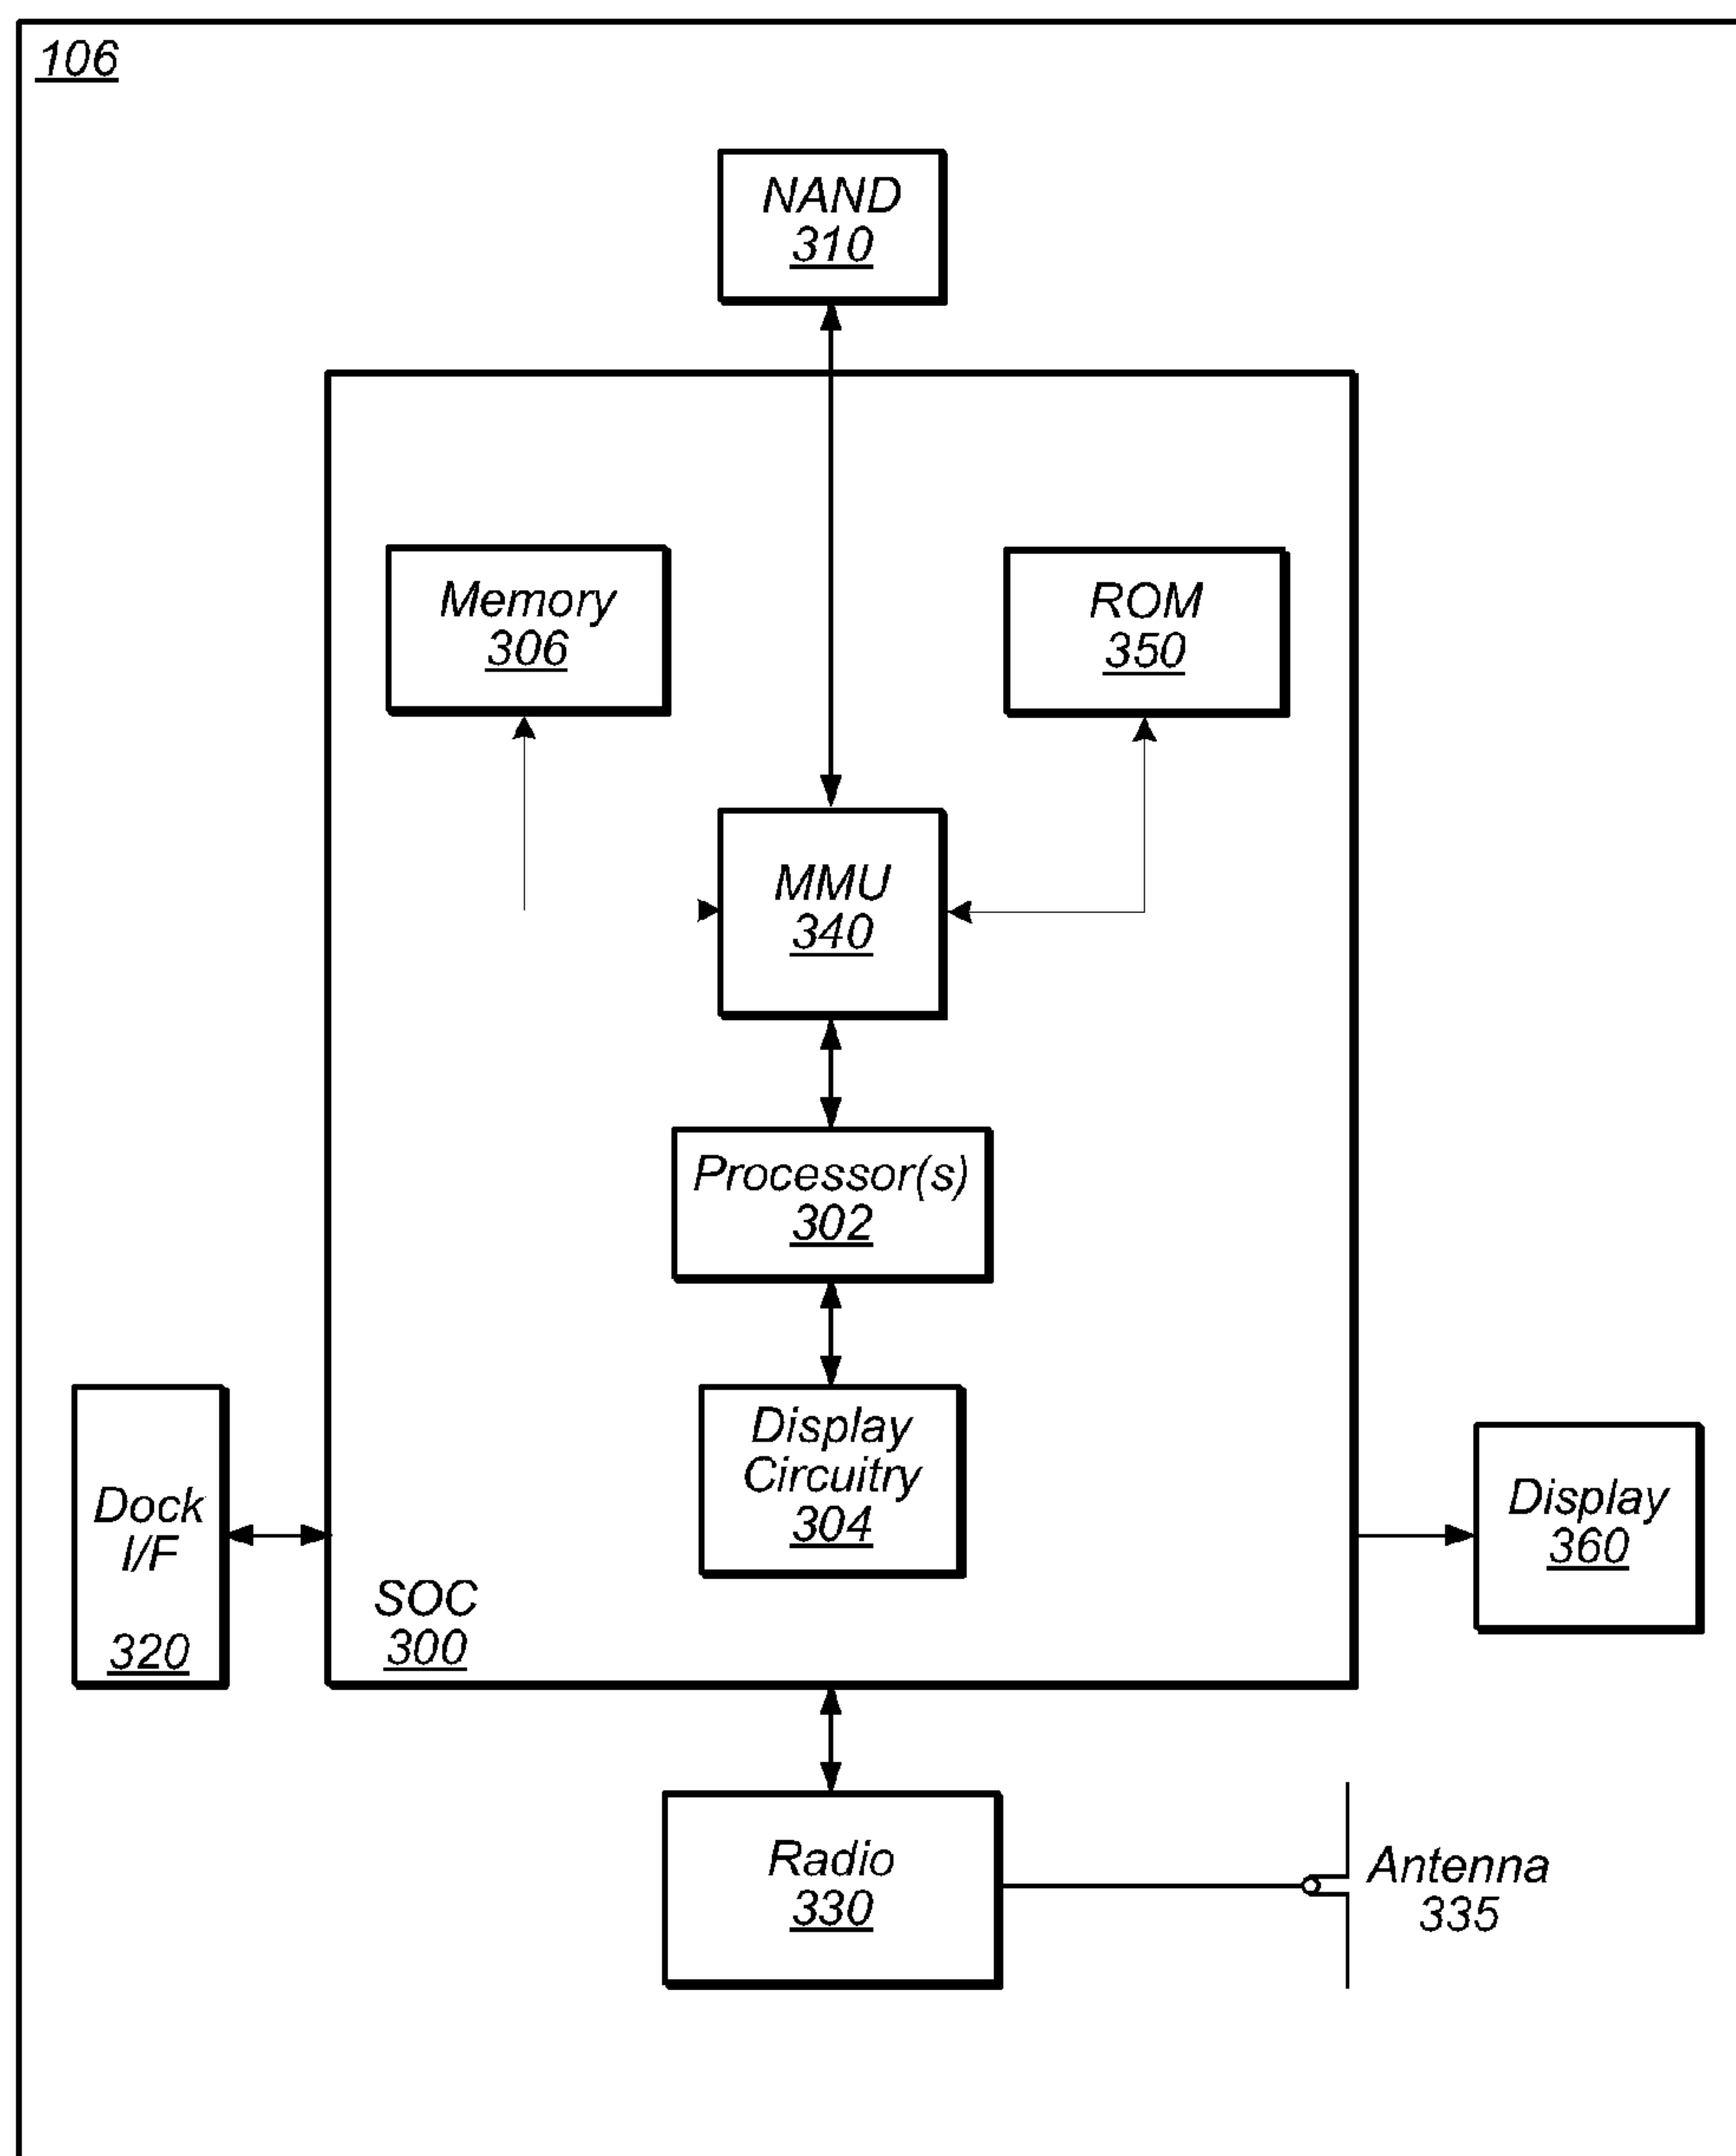 106
NAND
310
Memory
306
ROM
350
MMU
340
Processor(s)
302
Display
Circuitry
304
Dock
I/F
320
SOC
300
Display
360
Radio
330
Antenna
335